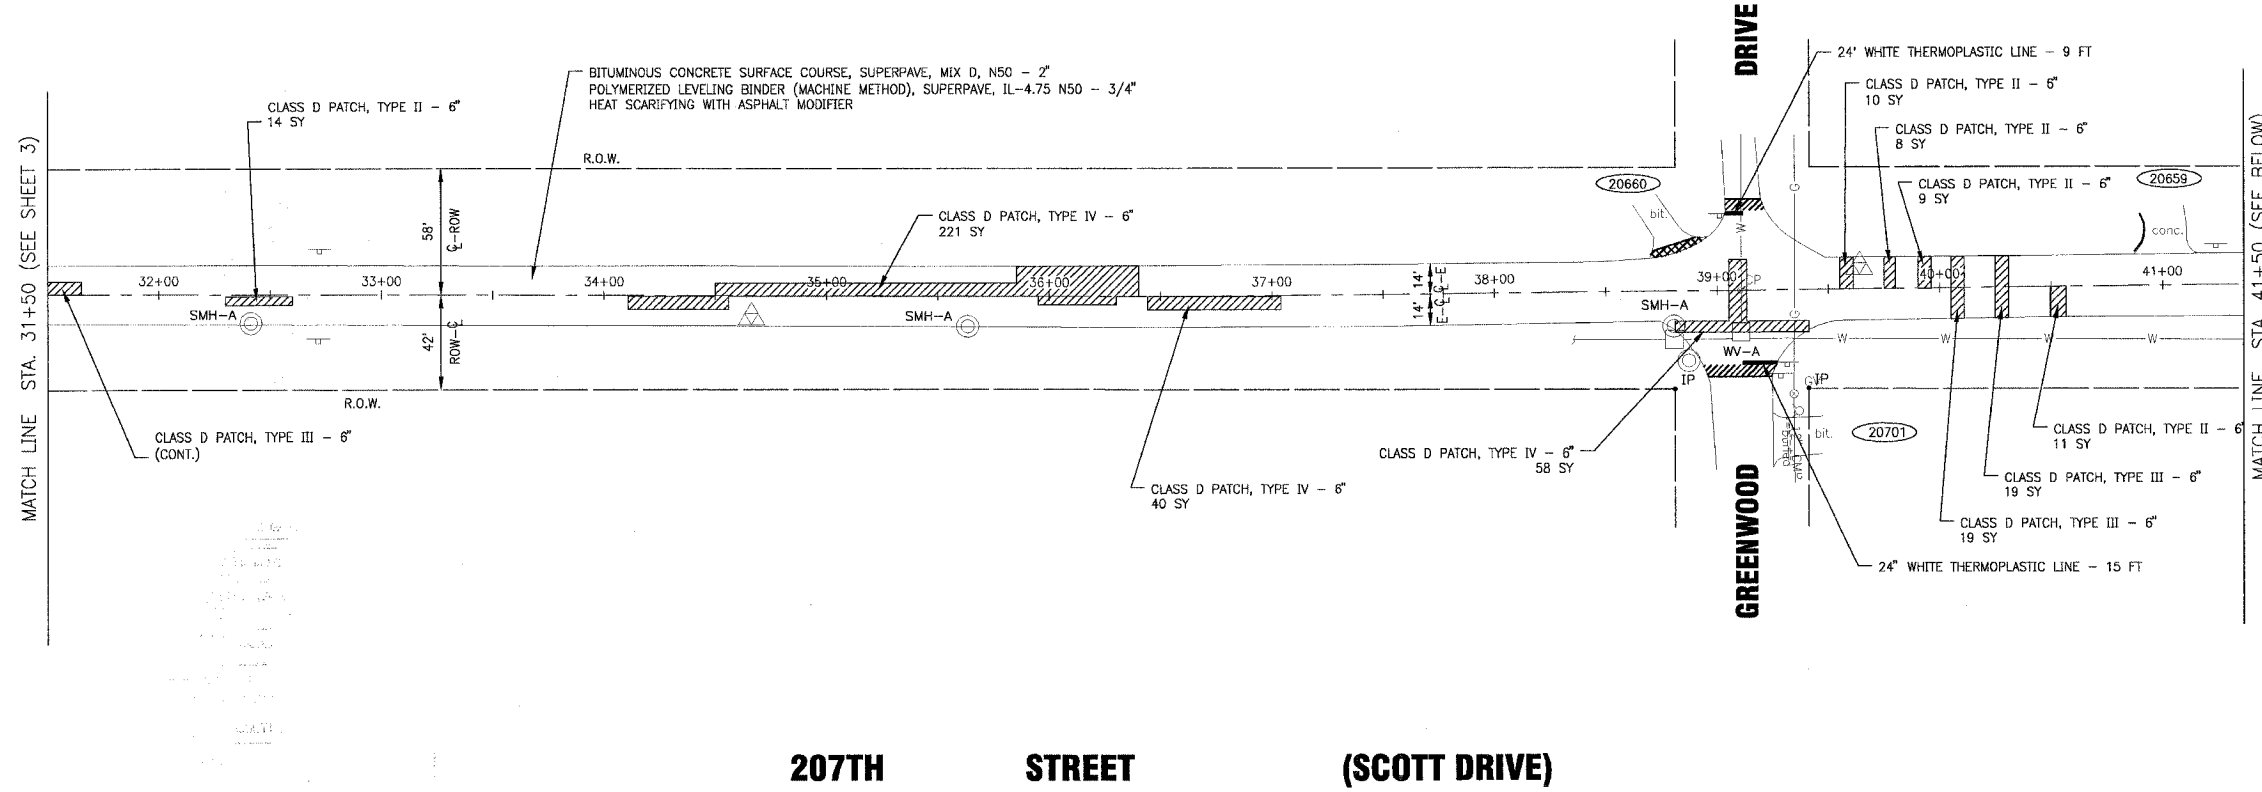 DRIVE
24' WHITE THERMOPLASTIC LINE - 9 FT
BITUMINOUS CONCRETE SURFACE COURSE, SUPERPAVE, MIX D, N50 - 2"
POLYMERIZED LEVELING BINDER (MACHINE METHOD), SUPERPAVE, IL-4.75 N50 - 3/4"
HEAT SCARIFYING WITH ASPHALT MODIFIER
CLASS D PATCH, TYPE II - 6"
14 SY
CLASS D PATCH, TYPE II - 6"
10 SY
CLASS D PATCH, TYPE II - 6"
8 SY
CLASS D PATCH, TYPE II - 6"
9 SY
R.O.W.
20660
20659
bit.
conc.
CLASS D PATCH, TYPE IV - 6"
221 SY
MATCH LINE STA. 31+50 (SEE SHEET 3)
MATCH LINE STA. 41+50 (SEE BELOW)
58'
℄-ROW
42'
ROW-℄
14'
℄-E
14'
E-℄
32+00
33+00
34+00
35+00
36+00
37+00
38+00
39+00
40+00
41+00
CP
G
G
W
SMH-A
SMH-A
SMH-A
W
W
W
W
WV-A
IP
IP
R.O.W.
CLASS D PATCH, TYPE III - 6"
(CONT.)
CLASS D PATCH, TYPE IV - 6"
58 SY
CLASS D PATCH, TYPE IV - 6"
40 SY
bit.
20701
CLASS D PATCH, TYPE II - 6"
11 SY
CLASS D PATCH, TYPE III - 6"
19 SY
CLASS D PATCH, TYPE III - 6"
19 SY
24" WHITE THERMOPLASTIC LINE - 15 FT
GREENWOOD
207TH STREET (SCOTT DRIVE)